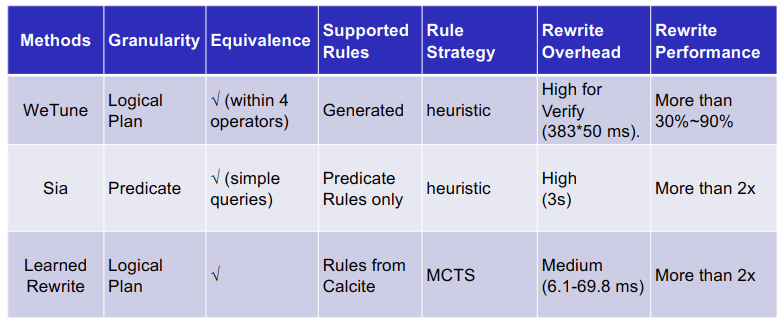 Methods
Granularity
Equivalence
Supported
Rules
Rule
Strategy
Rewrite
Overhead
Rewrite
Performance
WeTune
Logical
Plan
√ (within 4
operators)
Generated
heuristic
High for
Verify
(383*50 ms).
More than
30%~90%
Sia
Predicate
√ (simple
queries)
Predicate
Rules only
heuristic
High
(3s)
More than 2x
Learned
Rewrite
Logical
Plan
√
Rules from
Calcite
MCTS
Medium
(6.1-69.8 ms)
More than 2x